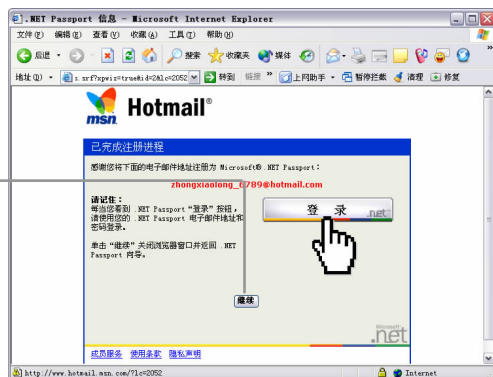 .NET Passport 信息 - Microsoft Internet Explorer
文件(F) 编辑(E) 查看(V) 收藏(A) 工具(T) 帮助(H)
后退 搜索 收藏夹 媒体
地址(D) s.srf?xpwiz=true&id=2&lc=2052 转到 链接 » 上网助手 暂停拦截 清理 修复
msn Hotmail®
已完成注册进程
感谢您将下面的电子邮件地址注册为 Microsoft® .NET Passport：
zhongxiaolong_6789@hotmail.com
请记住：
每当您看到 .NET Passport “登录” 按钮，
请使用您的 .NET Passport 电子邮件地址和
密码登录。
登 录 .net
单击 “继续” 关闭浏览器窗口并返回 .NET
Passport 向导。
继续
Microsoft .net
成员服务 使用条款 隐私声明
http://www.hotmail.msn.com/?lc=2052 Internet